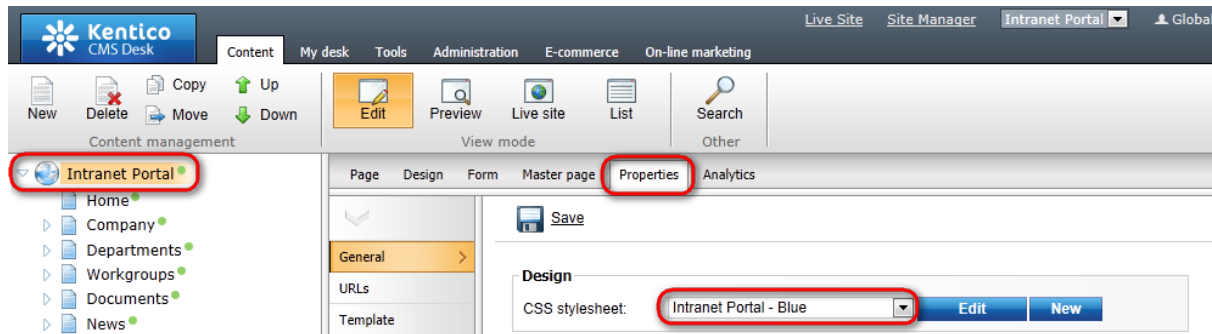 Kentico
CMS Desk
Live Site Site Manager Intranet Portal Global
Content My desk Tools Administration E-commerce On-line marketing
New Delete Copy Move Up Down
Content management
Edit Preview Live site List
View mode
Search
Other
Intranet Portal
Home
Company
Departments
Workgroups
Documents
News
Page Design Form Master page Properties Analytics
Save
General
URLs
Template
Design
CSS stylesheet: Intranet Portal - Blue Edit New